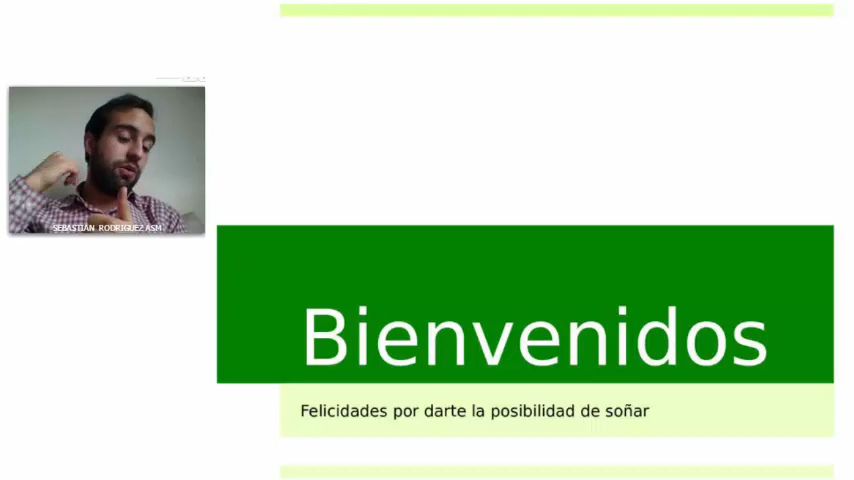 SEBASTIÁN RODRIGUEZ ASM
Bienvenidos
Felicidades por darte la posibilidad de soñar